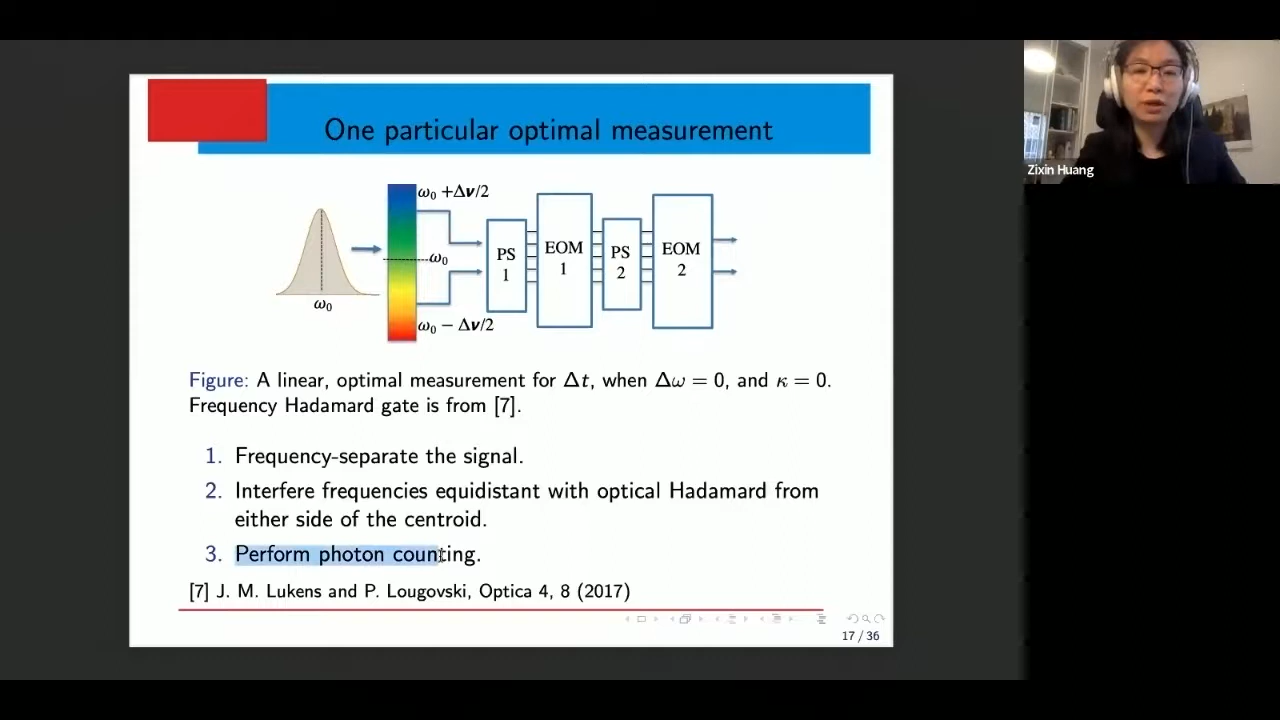 One particular optimal measurement
Zixin Huang
ω₀ +Δν/2
ω₀
ω₀
ω₀ − Δν/2
PS
1
EOM
1
PS
2
EOM
2
Figure: A linear, optimal measurement for Δt, when Δω = 0, and κ = 0.
Frequency Hadamard gate is from [7].
1. Frequency-separate the signal.
2. Interfere frequencies equidistant with optical Hadamard from
either side of the centroid.
3. Perform photon counting.
[7] J. M. Lukens and P. Lougovski, Optica 4, 8 (2017)
17 / 36